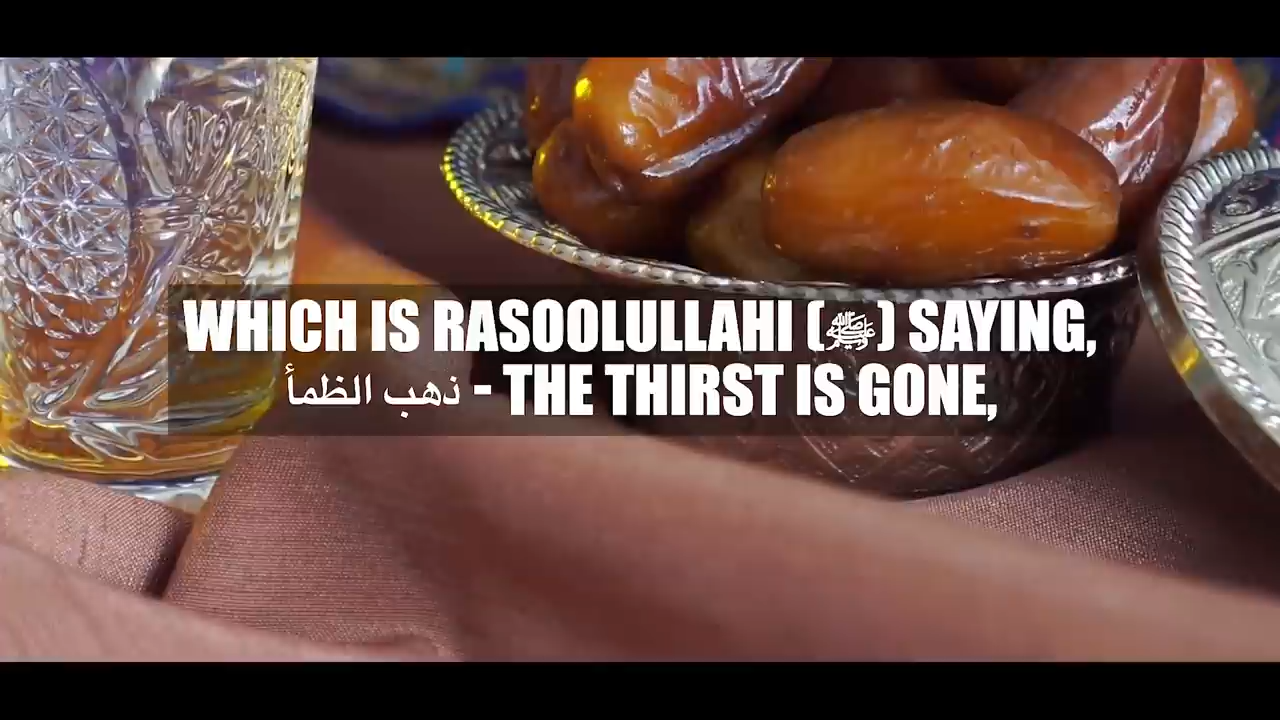 WHICH IS RASOOLULLAHI (ﷺ) SAYING,
ذهب الظمأ - THE THIRST IS GONE,